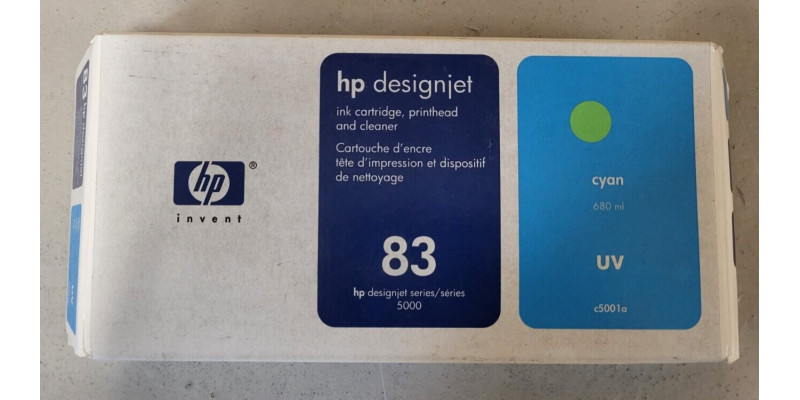 hp
®
invent
hp designjet
ink cartridge, printhead
and cleaner
Cartouche d'encre
tête d'impression et dispositif
de nettoyage
83
hp designjet series/séries
5000
cyan
680 ml
UV
c5001a
83